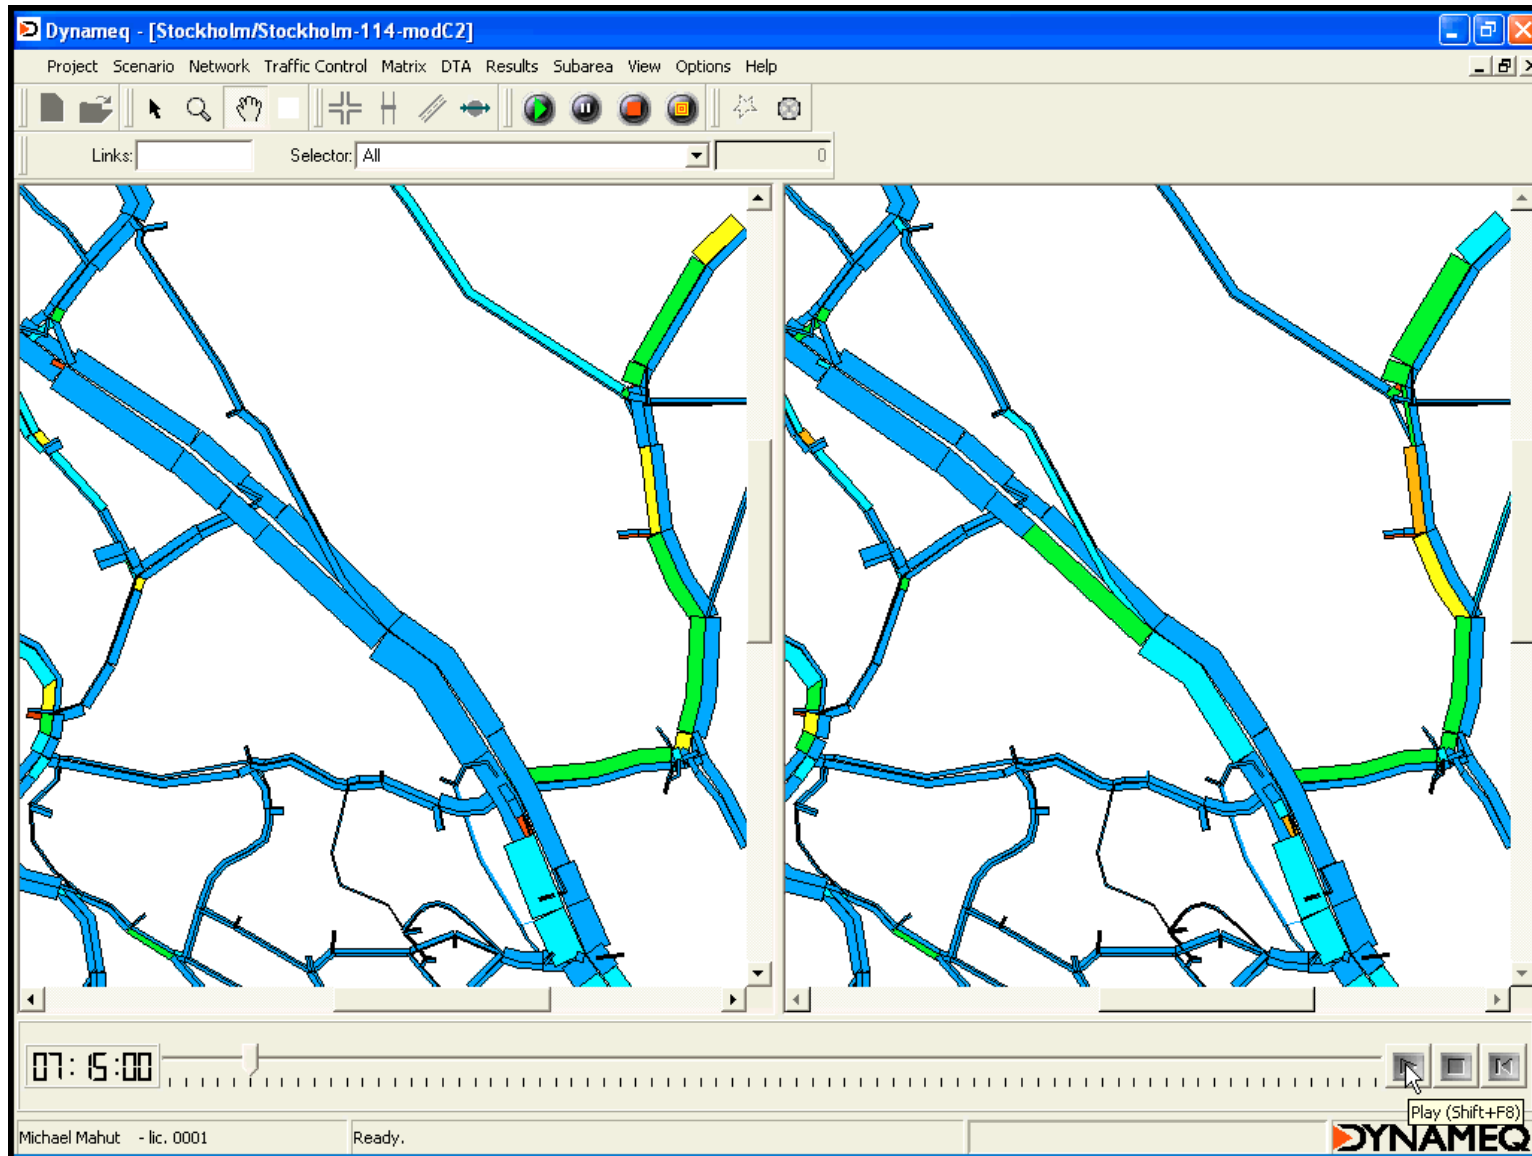 Dynameq - [Stockholm/Stockholm-114-modC2]
Project Scenario Network Traffic Control Matrix DTA Results Subarea View Options Help
Links: Selector: All 0
07:15:00
Play (Shift+F8)
Michael Mahut - lic. 0001 Ready. DYNAMEQ